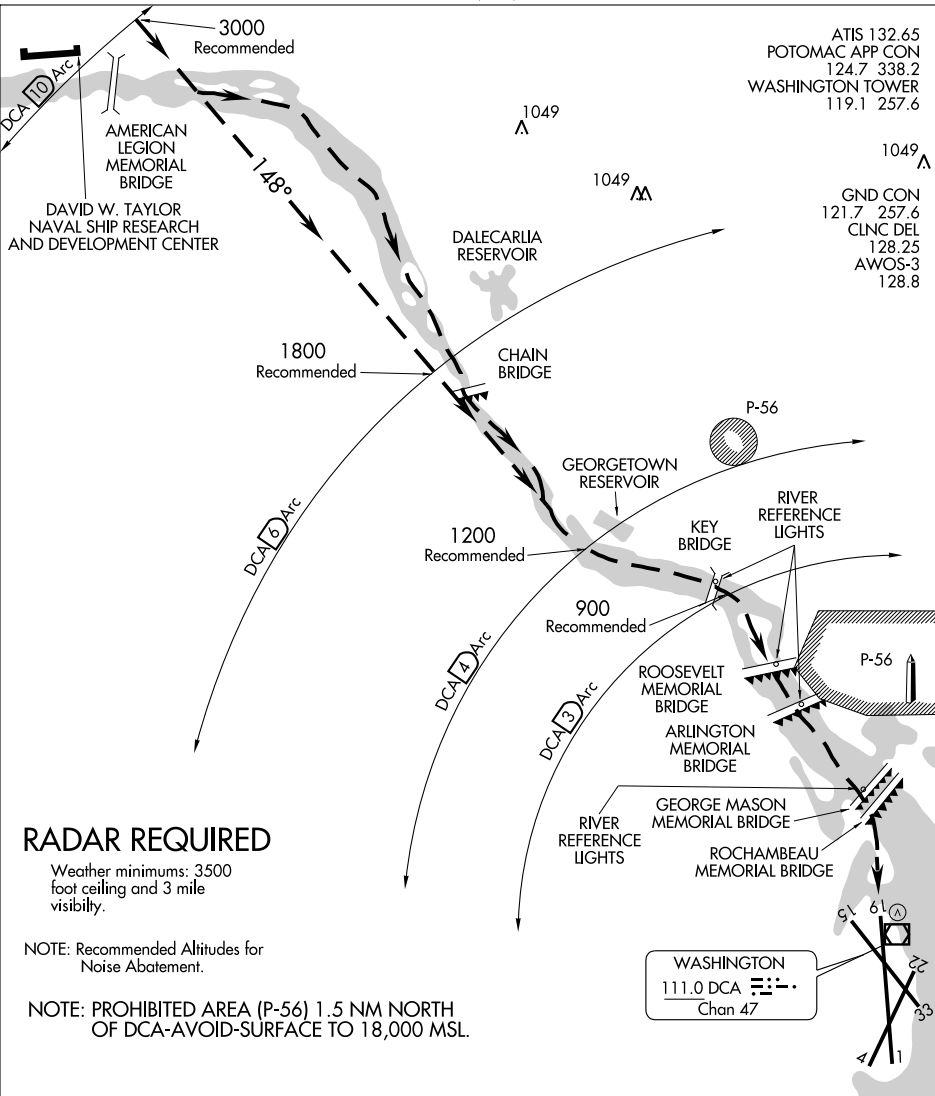 3000
Recommended
ATIS 132.65
POTOMAC APP CON
124.7 338.2
WASHINGTON TOWER
119.1 257.6
DCA 10 Arc
AMERICAN
LEGION
MEMORIAL
BRIDGE
DAVID W. TAYLOR
NAVAL SHIP RESEARCH
AND DEVELOPMENT CENTER
1049
1049
1049
GND CON
121.7 257.6
CLNC DEL
128.25
AWOS-3
128.8
148°
DALECARLIA
RESERVOIR
1800
Recommended
CHAIN
BRIDGE
P-56
DCA 6 Arc
GEORGETOWN
RESERVOIR
RIVER
REFERENCE
LIGHTS
KEY
BRIDGE
1200
Recommended
900
Recommended
DCA 4 Arc
DCA 3 Arc
P-56
ROOSEVELT
MEMORIAL
BRIDGE
ARLINGTON
MEMORIAL
BRIDGE
RIVER
REFERENCE
LIGHTS
GEORGE MASON
MEMORIAL BRIDGE
ROCHAMBEAU
MEMORIAL BRIDGE
RADAR REQUIRED
Weather minimums: 3500
foot ceiling and 3 mile
visibilty.
NOTE: Recommended Altitudes for
Noise Abatement.
NOTE: PROHIBITED AREA (P-56) 1.5 NM NORTH
OF DCA-AVOID-SURFACE TO 18,000 MSL.
15
19
V
22
33
4
1
WASHINGTON
111.0 DCA
Chan 47